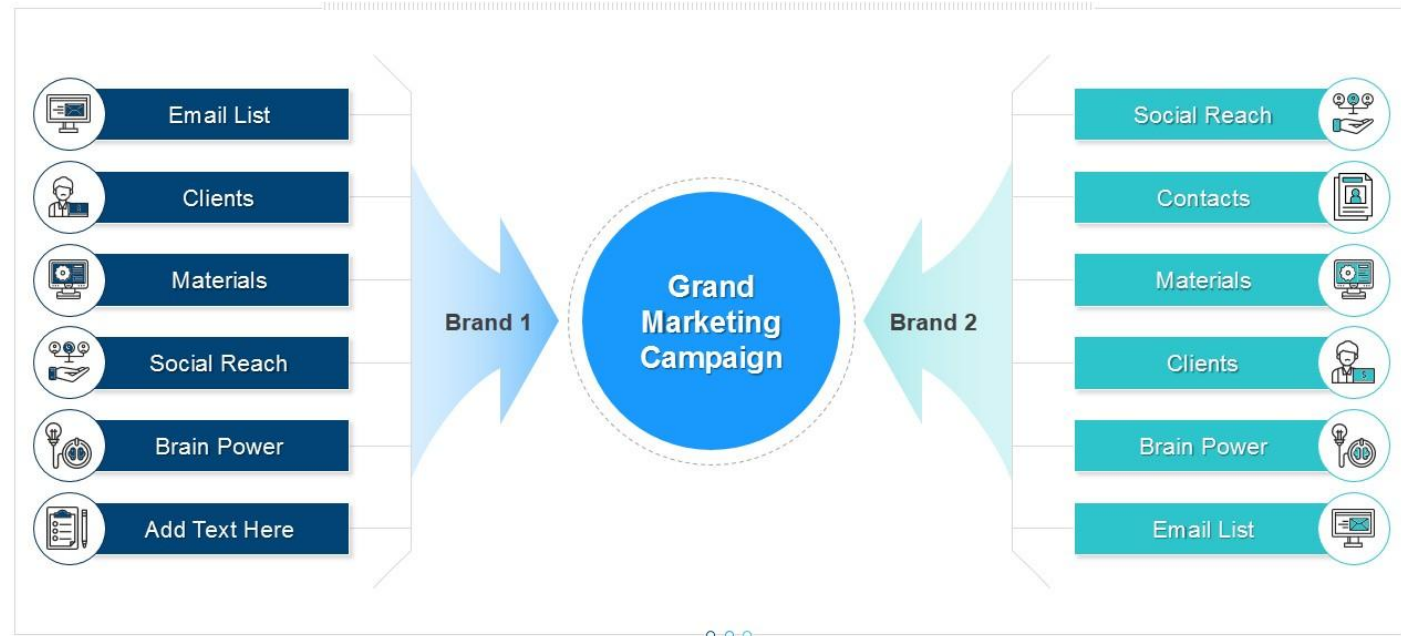 Email List
Clients
Materials
Social Reach
Brain Power
Add Text Here
Brand 1
Grand
Marketing
Campaign
Brand 2
Social Reach
Contacts
Materials
Clients
Brain Power
Email List